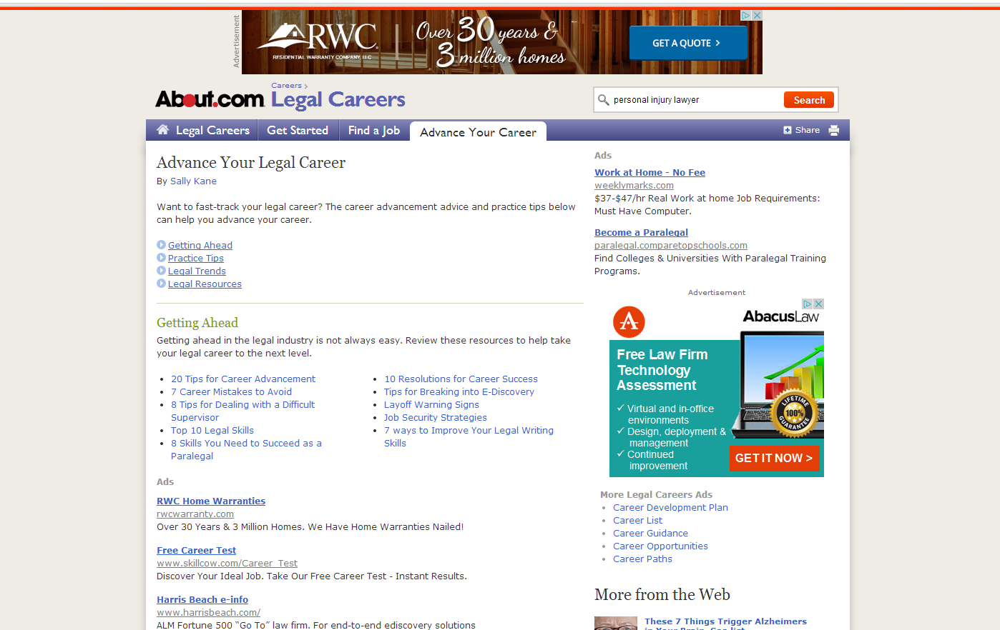 Advertisement
RWC
RESIDENTIAL WARRANTY COMPANY, LLC
Over 30 years &
3 million homes
GET A QUOTE >
About.com
Careers >
Legal Careers
personal injury lawyer
Search
Legal Careers
Get Started
Find a Job
Advance Your Career
Share
Advance Your Legal Career
By Sally Kane
Want to fast-track your legal career? The career advancement advice and practice tips below
can help you advance your career.
Getting Ahead
Practice Tips
Legal Trends
Legal Resources
Getting Ahead
Getting ahead in the legal industry is not always easy. Review these resources to help take
your legal career to the next level.
20 Tips for Career Advancement
7 Career Mistakes to Avoid
8 Tips for Dealing with a Difficult
Supervisor
Top 10 Legal Skills
8 Skills You Need to Succeed as a
Paralegal
10 Resolutions for Career Success
Tips for Breaking into E-Discovery
Layoff Warning Signs
Job Security Strategies
7 ways to Improve Your Legal Writing
Skills
Ads
RWC Home Warranties
rwcwarranty.com
Over 30 Years & 3 Million Homes. We Have Home Warranties Nailed!
Free Career Test
www.skillcow.com/Career_Test
Discover Your Ideal Job. Take Our Free Career Test - Instant Results.
Harris Beach e-info
www.harrisbeach.com/
ALM Fortune 500 “Go To” law firm. For end-to-end ediscovery solutions
Ads
Work at Home - No Fee
weeklymarks.com
$37-$47/hr Real Work at home Job Requirements:
Must Have Computer.
Become a Paralegal
paralegal.comparetopschools.com
Find Colleges & Universities With Paralegal Training
Programs.
Advertisement
AbacusLaw
Free Law Firm
Technology
Assessment
Virtual and in-office
environments
Design, deployment &
management
Continued
improvement
LIFETIME
100%
GUARANTEE
GET IT NOW >
More Legal Careers Ads
Career Development Plan
Career List
Career Guidance
Career Opportunities
Career Paths
More from the Web
These 7 Things Trigger Alzheimers
in Your Brain. See list